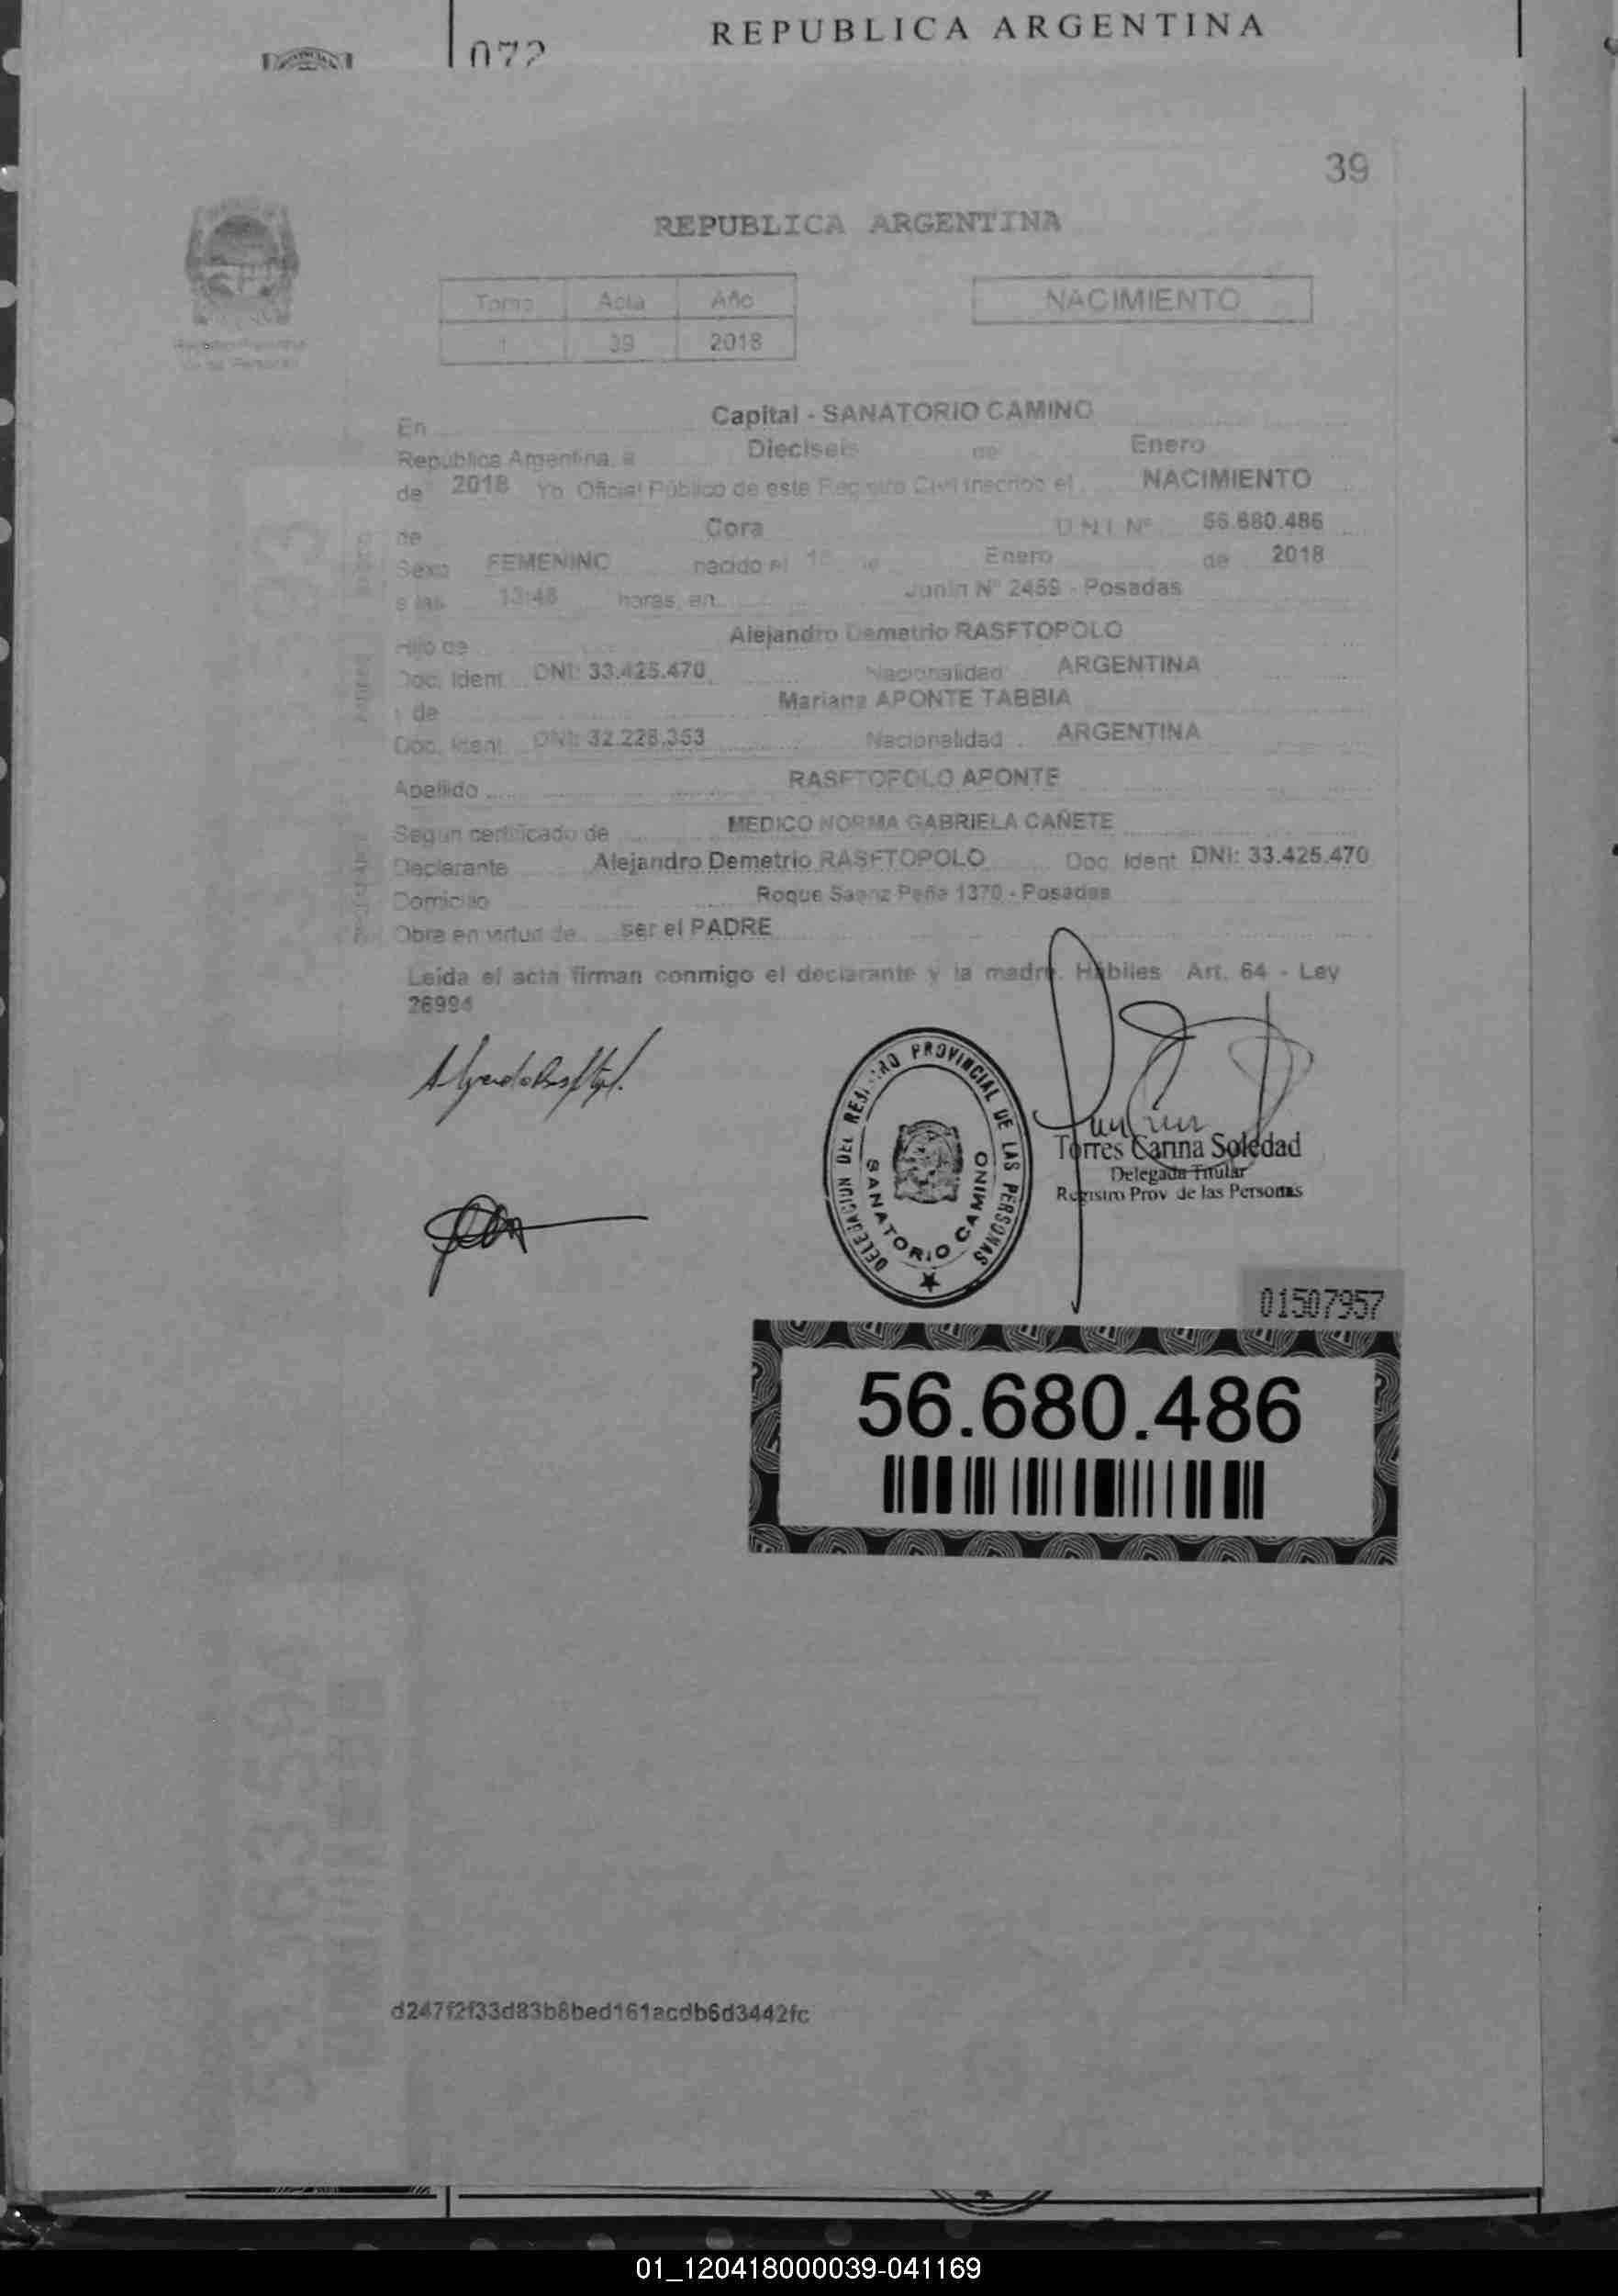 REPUBLICA ARGENTINA
072
39
REPUBLICA ARGENTINA
Tomo Acta Año
1 39 2018
NACIMIENTO
En Capital - SANATORIO CAMINO
Republica Argentina, a Dieciseis de Enero
de 2018 Yo Oficial Público de este Registro Civil inscribo el NACIMIENTO
de Cora D.N.I. Nº 56.680.486
Sexo FEMENINO nacido el de Enero de 2018
a las 13:48 horas, en Junín Nº 2459 - Posadas
Hijo de Alejandro Demetrio RASFTOPOLO
Doc. Ident DNI: 33.425.470 Nacionalidad ARGENTINA
y de Mariana APONTE TABBIA
Doc. Ident DNI: 32.228.353 Nacionalidad ARGENTINA
Apellido RASFTOPOLO APONTE
Segun certificado de MEDICO NORMA GABRIELA CAÑETE
Declarante Alejandro Demetrio RASFTOPOLO Doc. Ident DNI: 33.425.470
Domicilio Roque Saenz Peña 1370 - Posadas
Obra en virtud de ser el PADRE
Leida el acta firman conmigo el declarante y la madre. Hábiles Art. 64 - Ley
26994
DELEGACION DEL REGISTRO PROVINCIAL DE LAS PERSONAS
SANATORIO CAMINO
Torres Carina Soledad
Delegada Titular
Registro Prov de las Personas
01507957
56.680.486
d247f2f33d83b8bed161acdb6d3442fc
01_120418000039-041169